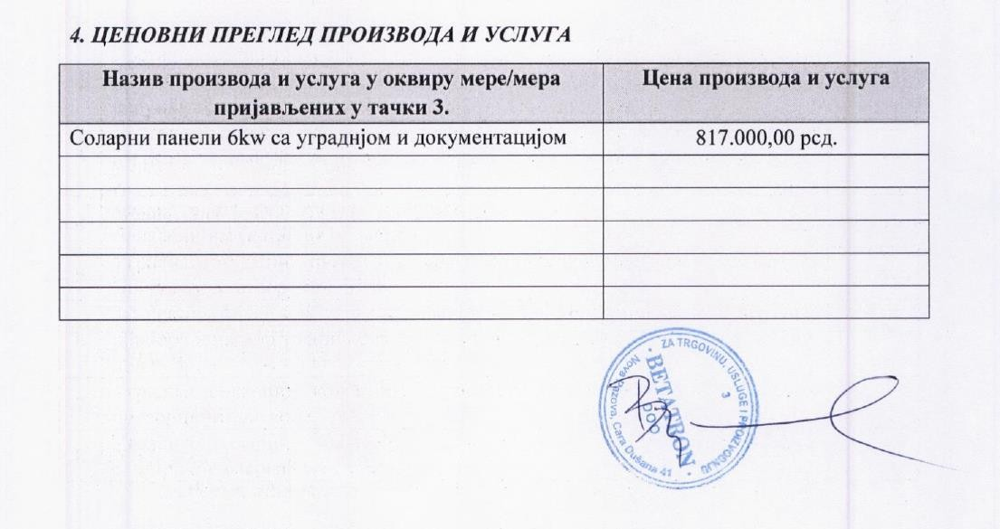 4. ЦЕНОВНИ ПРЕГЛЕД ПРОИЗВОДА И УСЛУГА
Назив производа и услуга у оквиру мере/мера
пријављених у тачки 3.
Цена производа и услуга
Соларни панели 6kw са уграднјом и документацијом
817.000,00 рсд.
ZA TRGOVINU, USLUGE I PROIZVODNJU
BETATRON
DOO
3
Nova Pazova, Cara Dušana 41